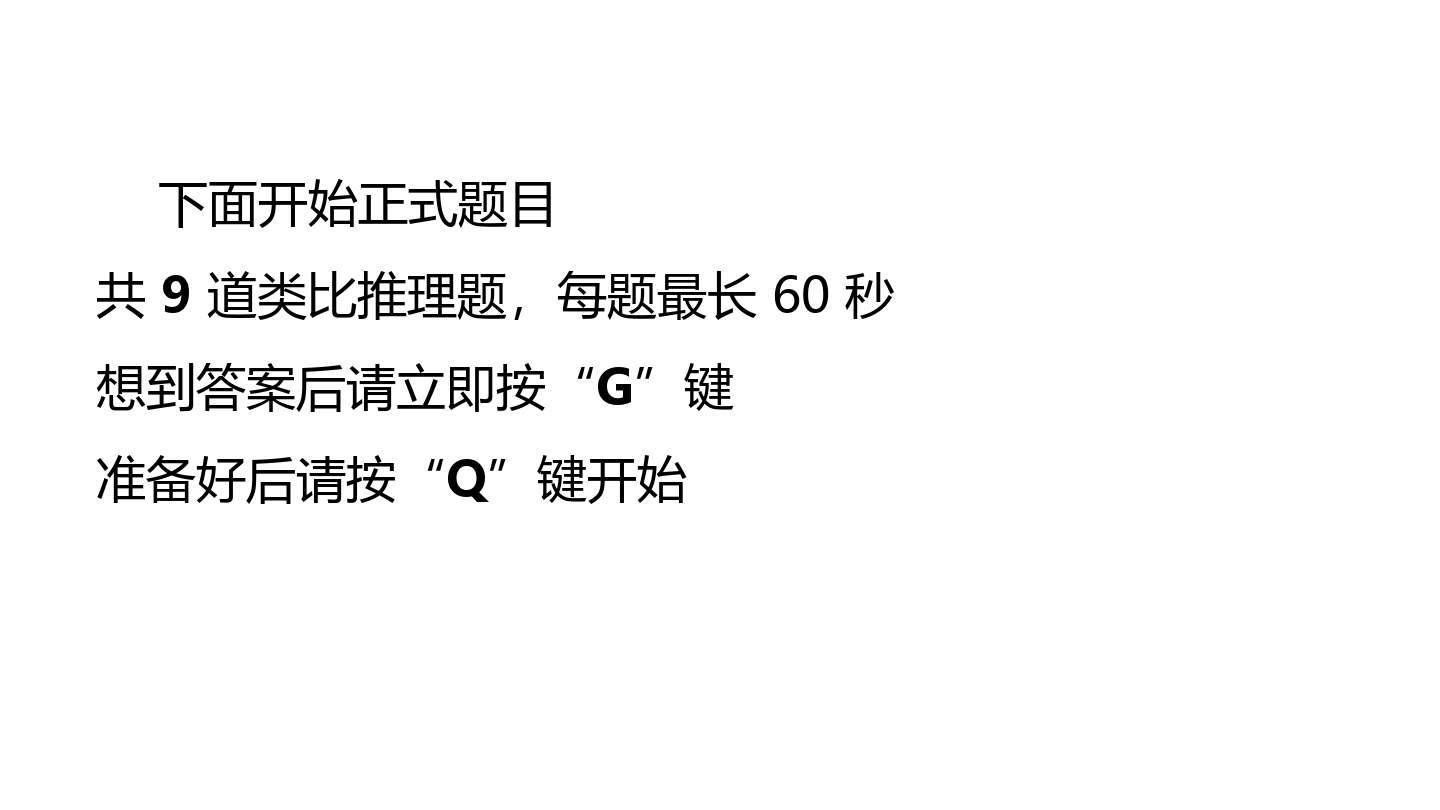 下面开始正式题目
共 9 道类比推理题，每题最长 60 秒
想到答案后请立即按“G”键
准备好后请按“Q”键开始